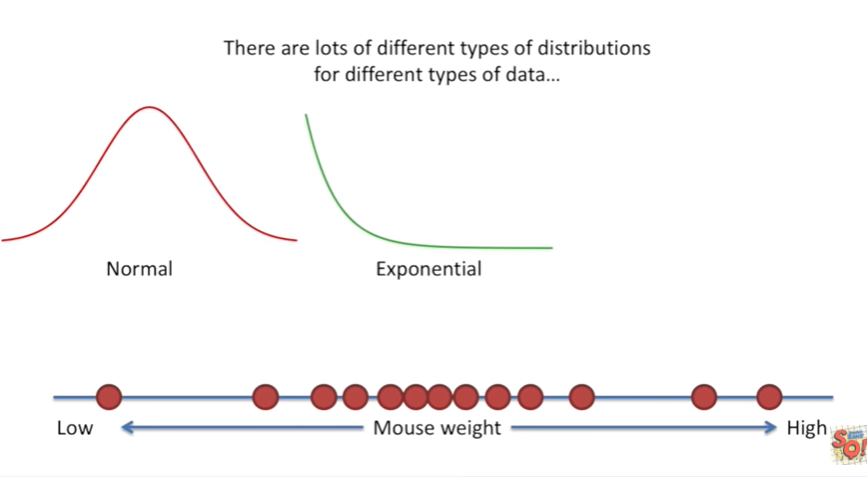 There are lots of different types of distributions
for different types of data...
Normal
Exponential
Low
Mouse weight
High
SQ!